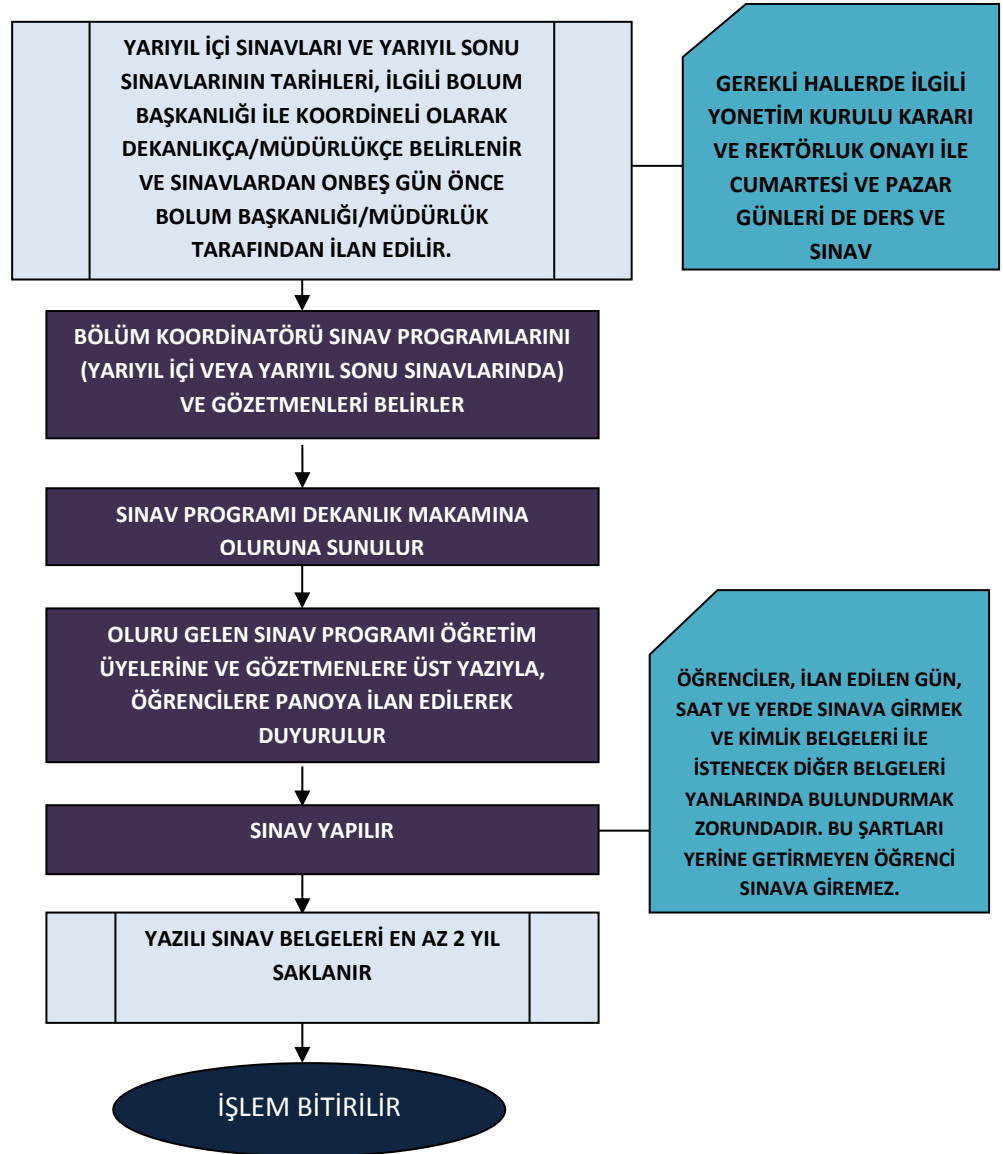 YARIYIL İÇİ SINAVLARI VE YARIYIL SONU
SINAVLARININ TARİHLERİ, İLGİLİ BOLUM
BAŞKANLIĞI İLE KOORDİNELİ OLARAK
DEKANLIKÇA/MÜDÜRLÜKÇE BELİRLENİR
VE SINAVLARDAN ONBEŞ GÜN ÖNCE
BOLUM BAŞKANLIĞI/MÜDÜRLÜK
TARAFINDAN İLAN EDİLİR.
GEREKLİ HALLERDE İLGİLİ
YONETİM KURULU KARARI
VE REKTÖRLUK ONAYI İLE
CUMARTESİ VE PAZAR
GÜNLERİ DE DERS VE
SINAV
BÖLÜM KOORDİNATÖRÜ SINAV PROGRAMLARINI
(YARIYIL İÇİ VEYA YARIYIL SONU SINAVLARINDA)
VE GÖZETMENLERİ BELİRLER
SINAV PROGRAMI DEKANLIK MAKAMINA
OLURUNA SUNULUR
OLURU GELEN SINAV PROGRAMI ÖĞRETİM
ÜYELERİNE VE GÖZETMENLERE ÜST YAZIYLA,
ÖĞRENCİLERE PANOYA İLAN EDİLEREK
DUYURULUR
SINAV YAPILIR
ÖĞRENCİLER, İLAN EDİLEN GÜN,
SAAT VE YERDE SINAVA GİRMEK
VE KİMLİK BELGELERİ İLE
İSTENECEK DİĞER BELGELERİ
YANLARINDA BULUNDURMAK
ZORUNDADIR. BU ŞARTLARI
YERİNE GETİRMEYEN ÖĞRENCİ
SINAVA GİREMEZ.
YAZILI SINAV BELGELERİ EN AZ 2 YIL
SAKLANIR
İŞLEM BİTİRİLİR